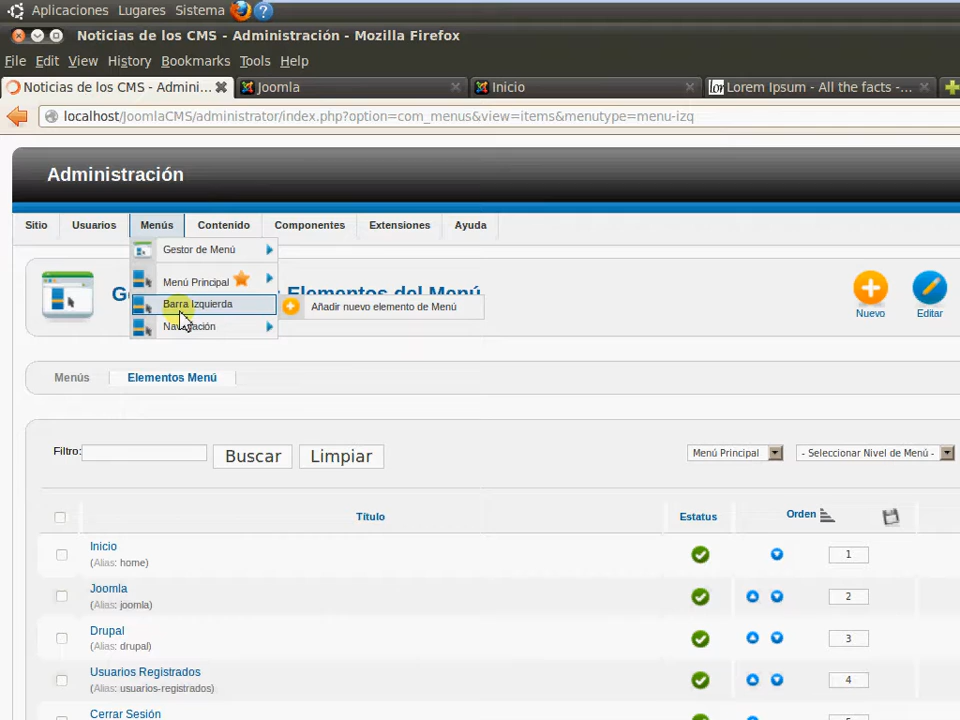 Aplicaciones Lugares Sistema
Noticias de los CMS - Administración - Mozilla Firefox
File Edit View History Bookmarks Tools Help
Noticias de los CMS - Admini... Joomla Inicio Lorem Ipsum - All the facts -...
localhost/JoomlaCMS/administrator/index.php?option=com_menus&view=items&menutype=menu-izq
Administración
Sitio Usuarios Menús Contenido Componentes Extensiones Ayuda
Gestor de Menú
Menú Principal
Elementos del Menú
Barra Izquierda Añadir nuevo elemento de Menú
Nuevo Editar
Menús Elementos Menú
Filtro: Buscar Limpiar Menú Principal - Seleccionar Nivel de Menú -
Título Estatus Orden
Inicio
(Alias: home) 1
Joomla
(Alias: joomla) 2
Drupal
(Alias: drupal) 3
Usuarios Registrados
(Alias: usuarios-registrados) 4
Cerrar Sesión